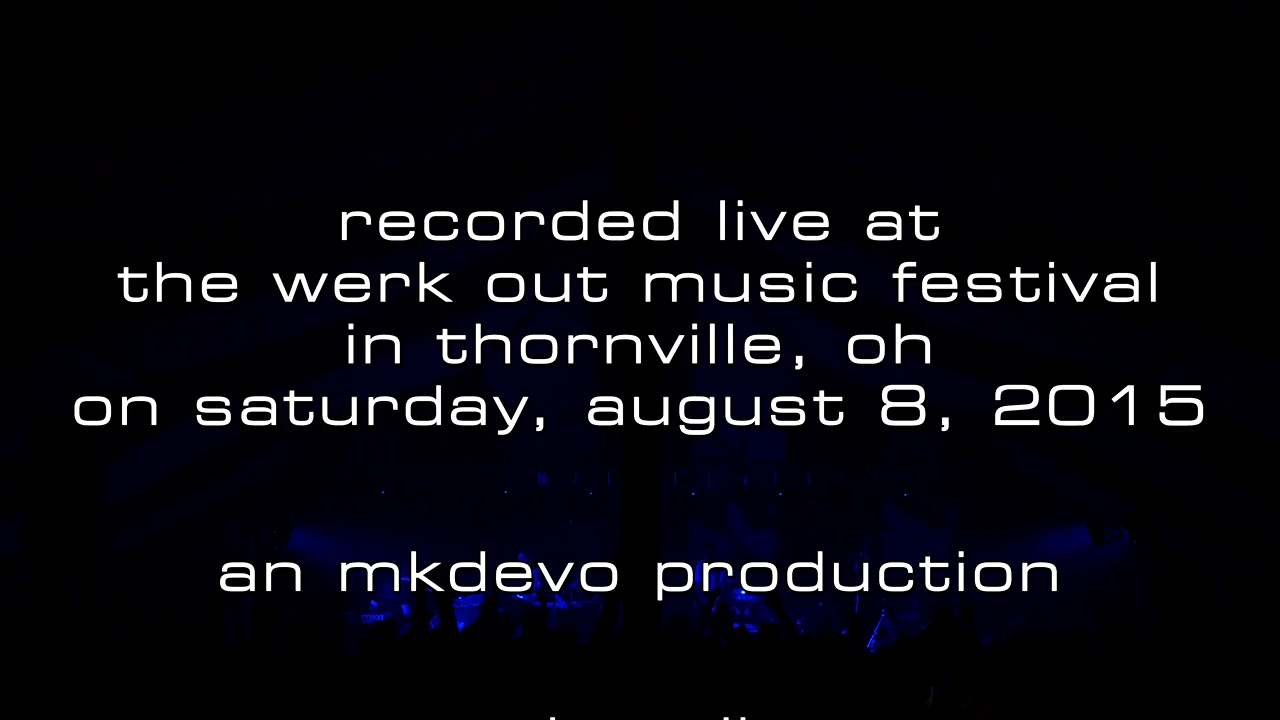 recorded live at
the werk out music festival
in thornville, oh
on saturday, august 8, 2015
an mkdevo production
moog